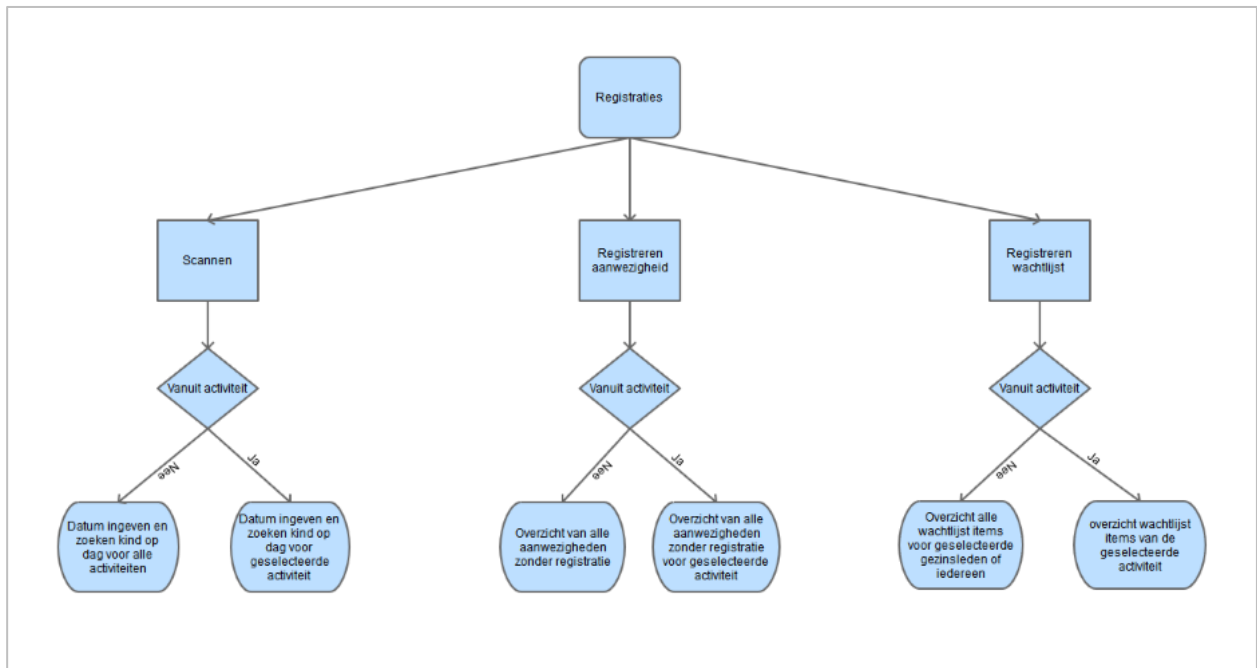 Registraties
Scannen
Registreren
aanwezigheid
Registreren
wachtlijst
Vanuit activiteit
Vanuit activiteit
Vanuit activiteit
Nee
Ja
Nee
Ja
Nee
Ja
Datum ingeven en
zoeken kind op
dag voor alle
activiteiten
Datum ingeven en
zoeken kind op
dag voor
geselecteerde
activiteit
Overzicht van alle
aanwezigheden
zonder registratie
Overzicht van alle
aanwezigheden
zonder registratie
voor geselecteerde
activiteit
Overzicht alle
wachtlijst items
voor geselecteerde
gezinsleden of
iedereen
overzicht wachtlijst
items van de
geselecteerde
activiteit